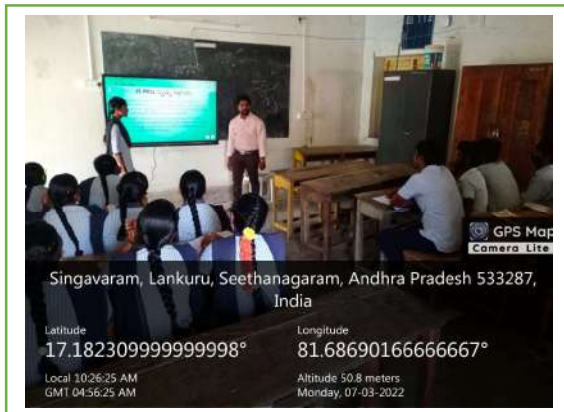 GPS Map
Camera Lite
Singavaram, Lankuru, Seethanagaram, Andhra Pradesh 533287,
India
Latitude
17.182309999999998°
Longitude
81.68690166666667°
Local 10:26:25 AM
GMT 04:56:25 AM
Altitude 50.8 meters
Monday, 07-03-2022